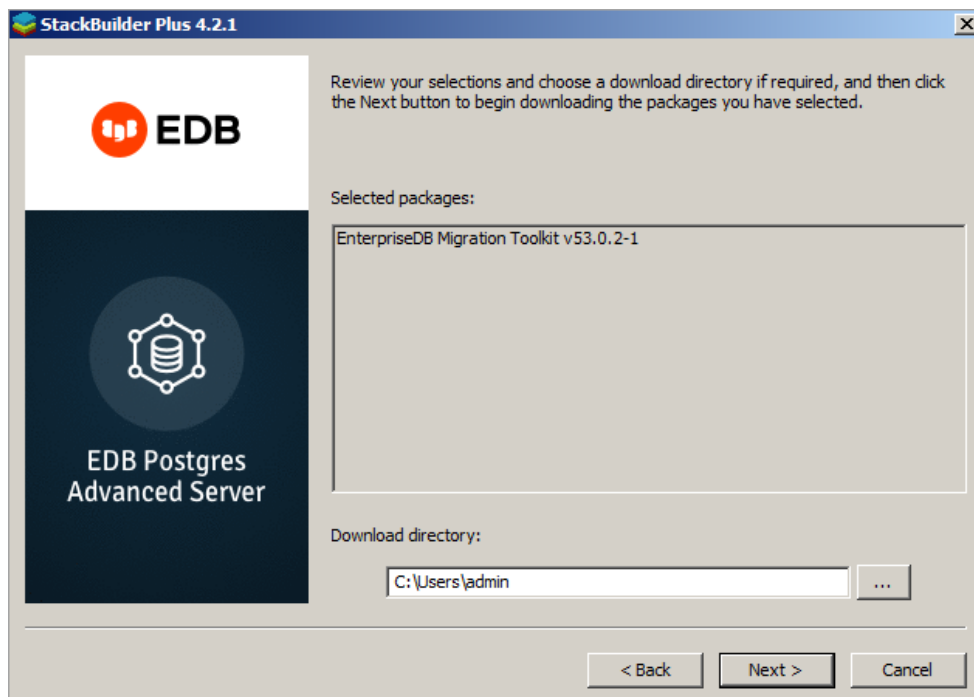 StackBuilder Plus 4.2.1
EDB
EDB Postgres
Advanced Server
Review your selections and choose a download directory if required, and then click
the Next button to begin downloading the packages you have selected.
Selected packages:
EnterpriseDB Migration Toolkit v53.0.2-1
Download directory:
C:\Users\admin
...
< Back
Next >
Cancel